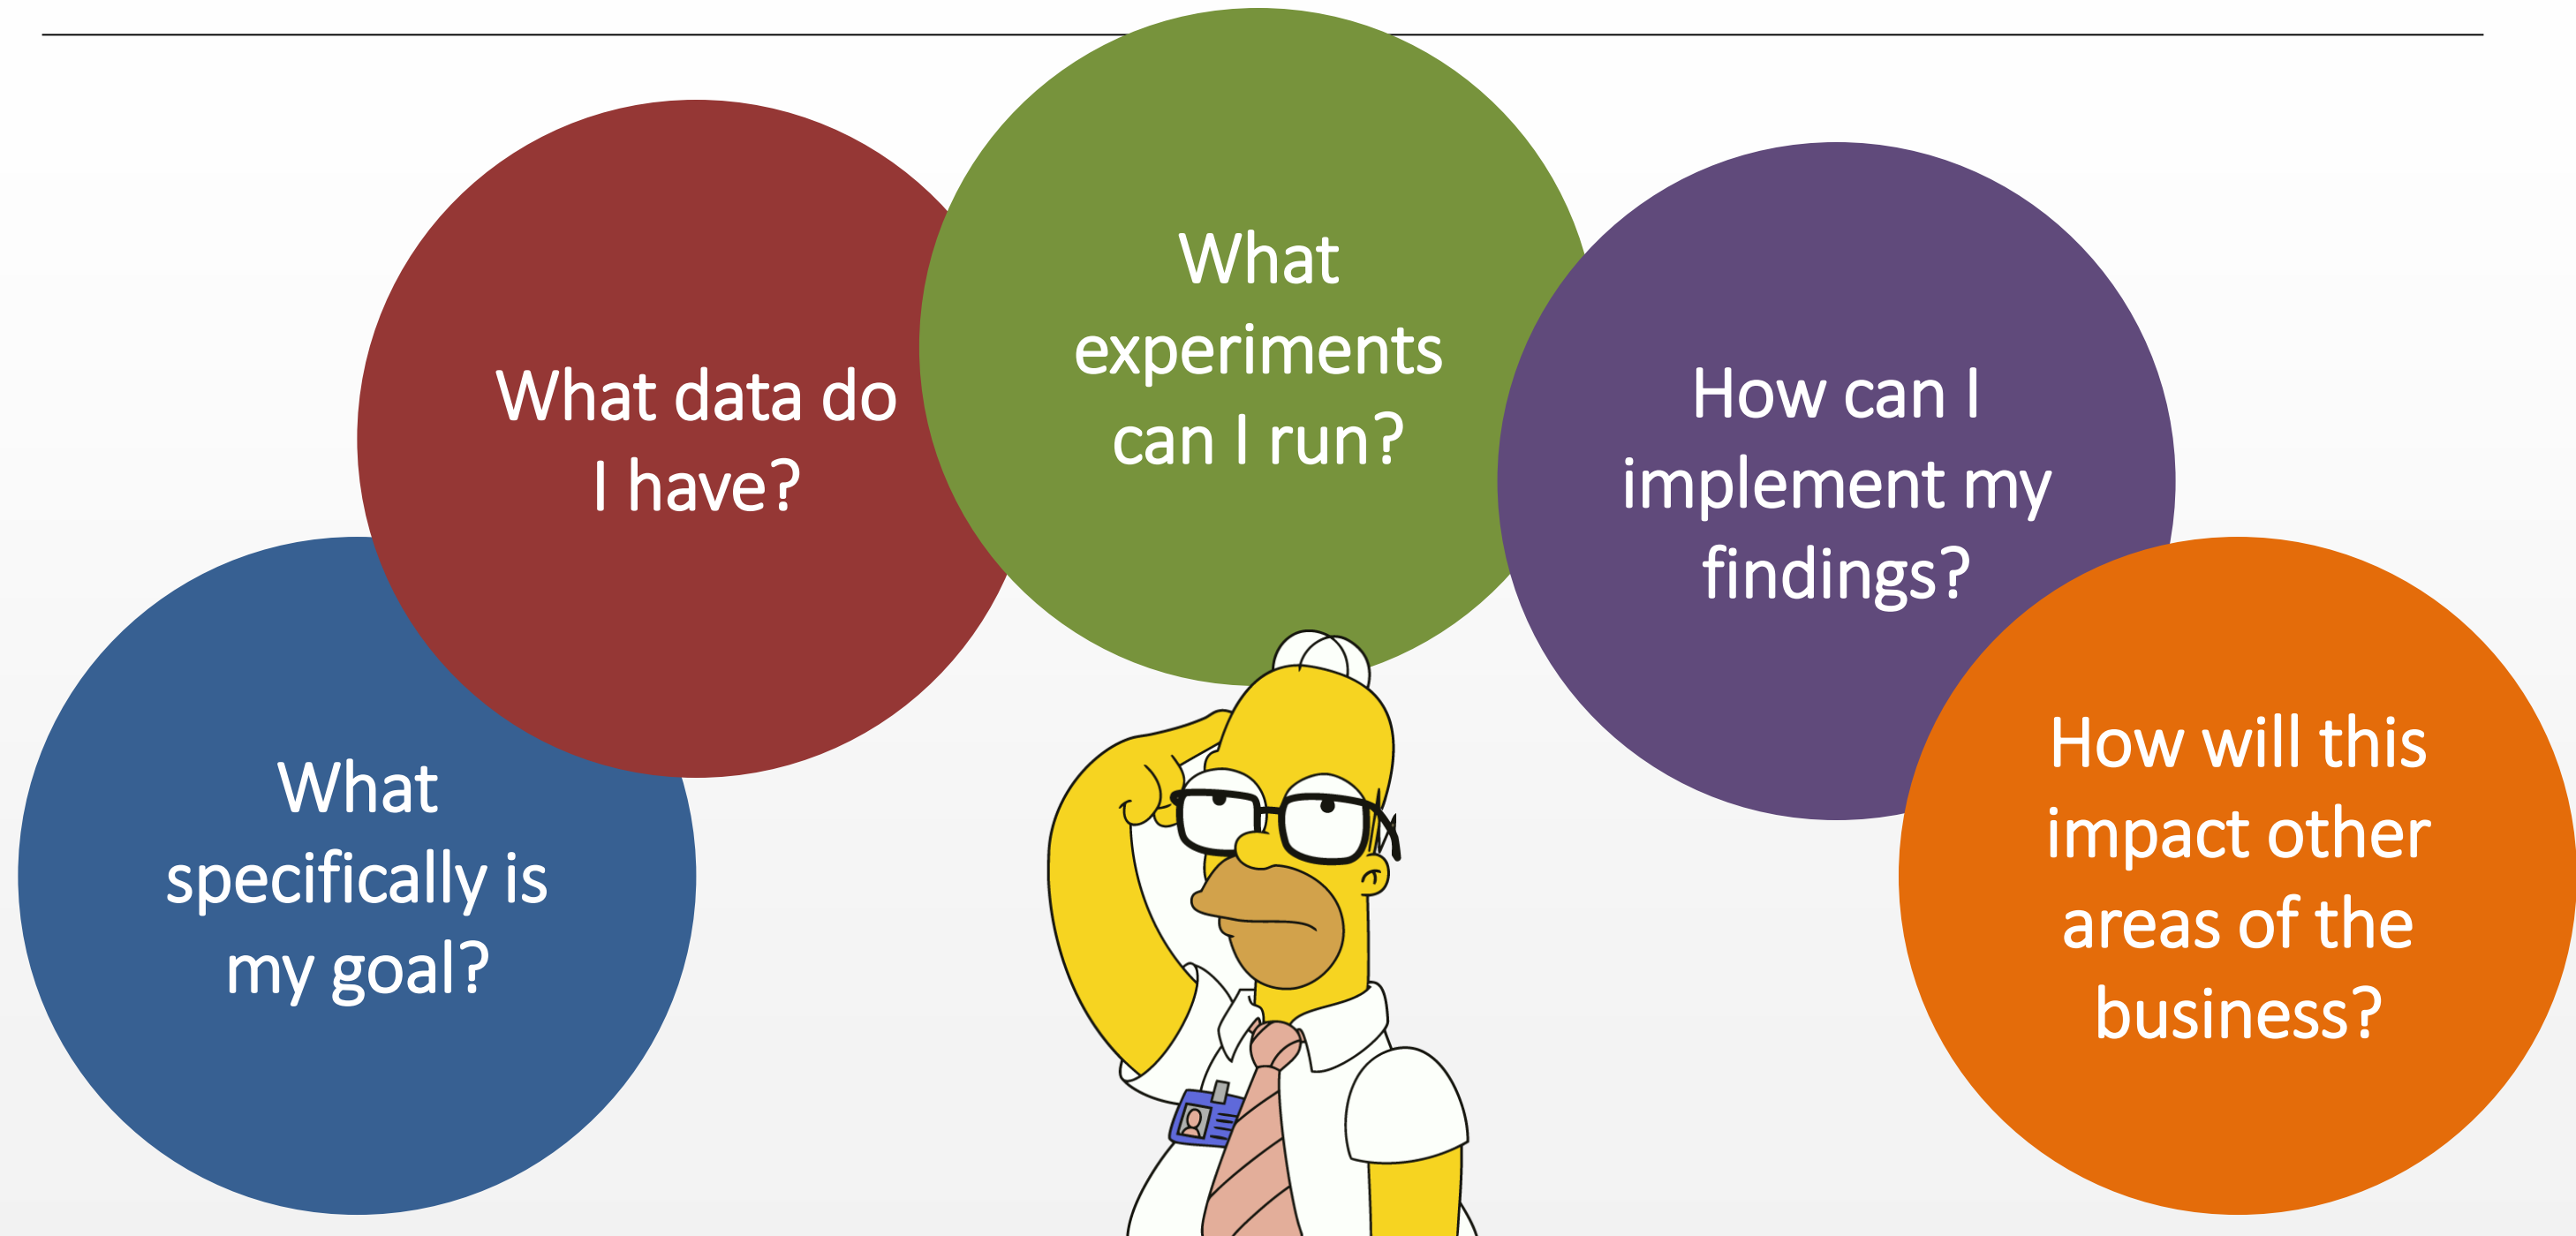 What
specifically is
my goal?
What data do
I have?
What
experiments
can I run?
How can I
implement my
findings?
How will this
impact other
areas of the
business?